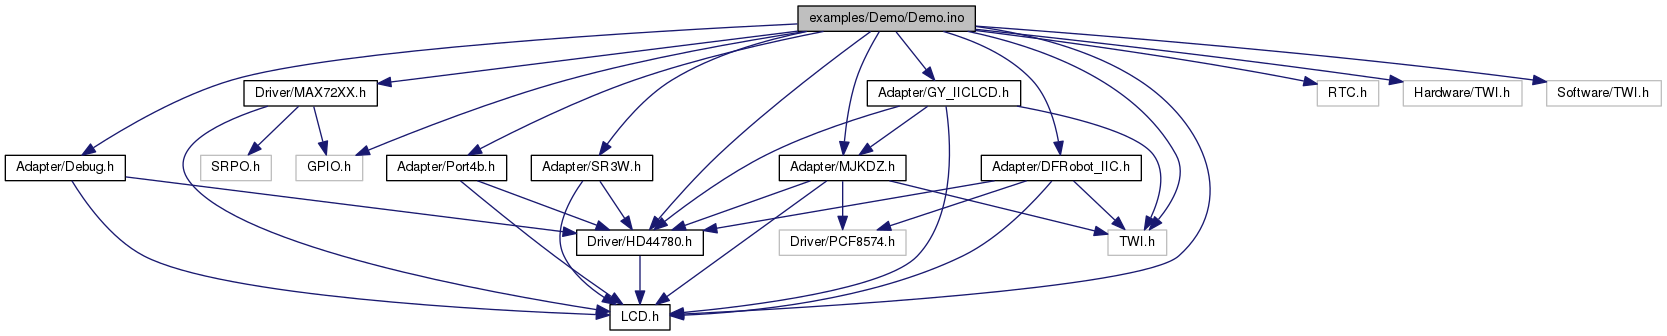 examples/Demo/Demo.ino
Driver/MAX72XX.h
Adapter/GY_IICLCD.h
RTC.h
Hardware/TWI.h
Software/TWI.h
Adapter/Debug.h
SRPO.h
GPIO.h
Adapter/Port4b.h
Adapter/SR3W.h
Adapter/MJKDZ.h
Adapter/DFRobot_IIC.h
Driver/HD44780.h
Driver/PCF8574.h
TWI.h
LCD.h